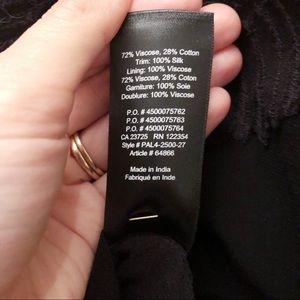 72% Viscose, 28% Cotton
Trim: 100% Silk
Lining: 100% Viscose
72% Viscose, 28% Coton
Garniture: 100% Soie
Doublure: 100% Viscose
P.O. # 4500075762
P.O. # 4500075763
P.O. # 4500075764
CA 23725 RN 122354
Style # PAL4-2500-27
Article # 64866
Made in India
Fabriqué en Inde